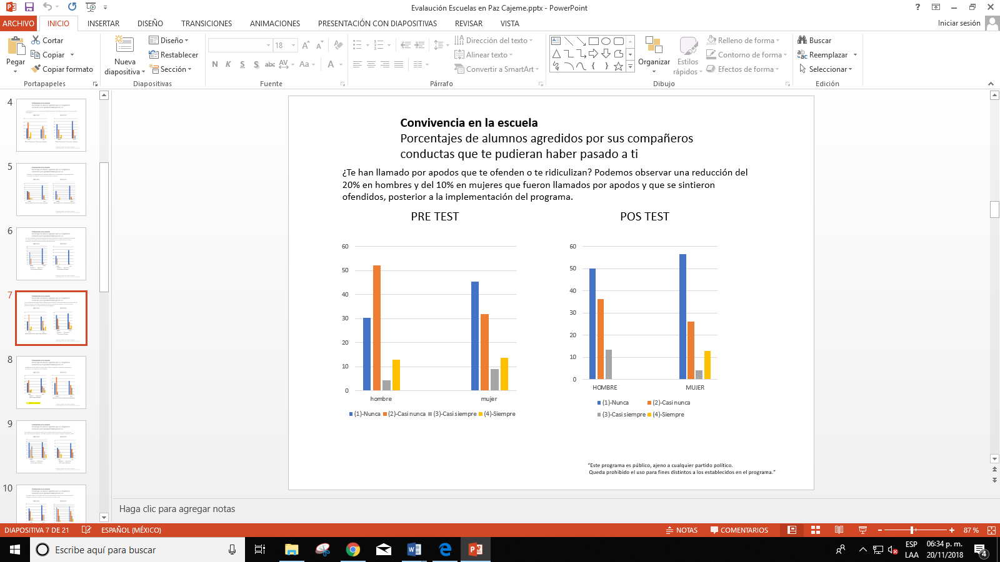 Evalaución Escuelas en Paz Cajeme.pptx - PowerPoint
ARCHIVO INICIO INSERTAR DISEÑO TRANSICIONES ANIMACIONES PRESENTACIÓN CON DIAPOSITIVAS REVISAR VISTA Iniciar sesión
Pegar
Cortar
Copiar
Copiar formato
Portapapeles
Nueva
diapositiva
Diseño
Restablecer
Sección
Diapositivas
18
N K S S abc AV Aa A
Fuente
Dirección del texto
Alinear texto
Convertir a SmartArt
Párrafo
Organizar
Estilos
rápidos
Relleno de forma
Contorno de forma
Efectos de forma
Dibujo
Buscar
Reemplazar
Seleccionar
Edición
4
5
6
7
8
9
10
Convivencia en la escuela
Porcentajes de alumnos agredidos por sus compañeros
conductas que te pudieran haber pasado a ti
¿Te han llamado por apodos que te ofenden o te ridiculizan? Podemos observar una reducción del
20% en hombres y del 10% en mujeres que fueron llamados por apodos y que se sintieron
ofendidos, posterior a la implementación del programa.
PRE TEST
60
50
40
30
20
10
0
hombre mujer
(1)-Nunca (2)-Casi nunca (3)-Casi siempre (4)-Siempre
POS TEST
60
50
40
30
20
10
0
HOMBRE MUJER
(1)-Nunca (2)-Casi nunca
(3)-Casi siempre (4)-Siempre
“Este programa es público, ajeno a cualquier partido político.
Queda prohibido el uso para fines distintos a los establecidos en el programa.”
Haga clic para agregar notas
DIAPOSITIVA 7 DE 21 ESPAÑOL (MÉXICO) NOTAS COMENTARIOS 87 %
Escribe aquí para buscar
ESP
LAA
06:34 p. m.
20/11/2018
4